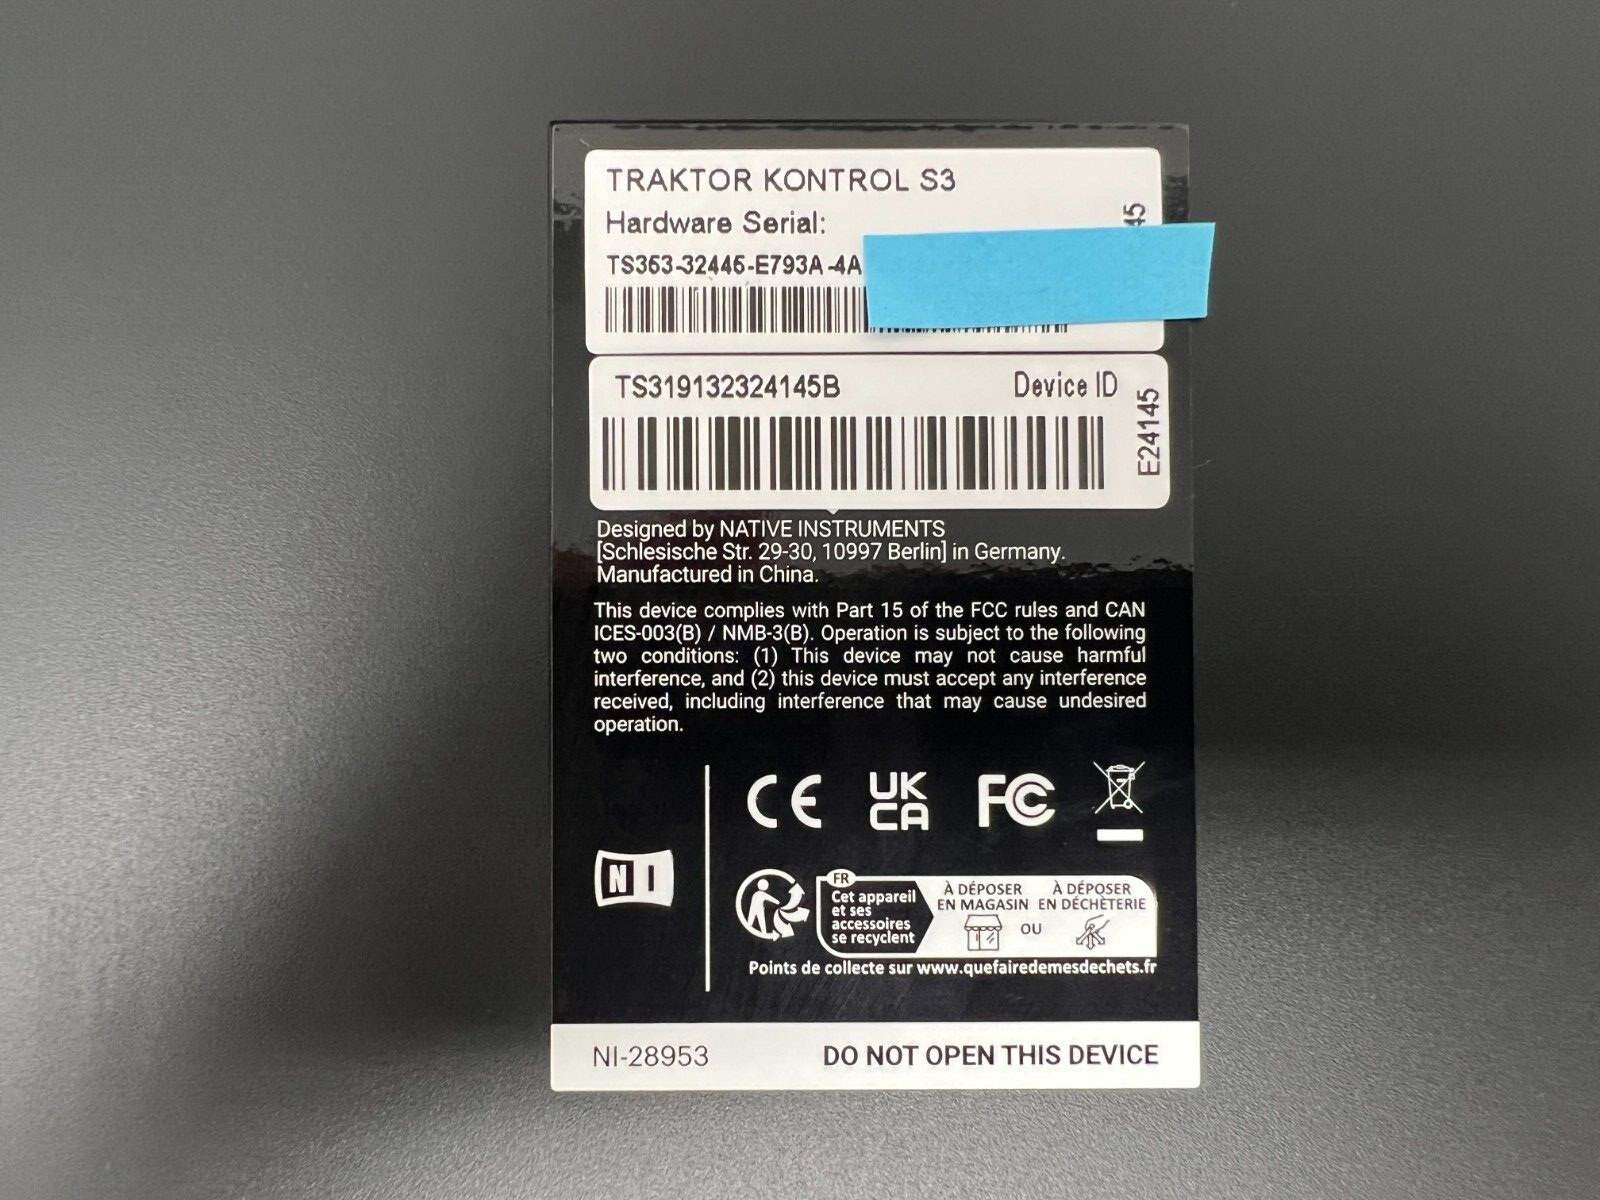 TRAKTOR KONTROL S3
Hardware Serial:
TS353-32445-E793A-4A
45
TS319132324145B
Device ID
E24145
Designed by NATIVE INSTRUMENTS
[Schlesische Str. 29-30, 10997 Berlin] in Germany.
Manufactured in China.
This device complies with Part 15 of the FCC rules and CAN
ICES-003(B) / NMB-3(B). Operation is subject to the following
two conditions: (1) This device may not cause harmful
interference, and (2) this device must accept any interference
received, including interference that may cause undesired
operation.
CE
UK
CA
FC
NI
FR
Cet appareil
et ses
accessoires
se recyclent
À DÉPOSER
EN MAGASIN
OU
À DÉPOSER
EN DÉCHÈTERIE
Points de collecte sur www.quefairedemesdechets.fr
NI-28953
DO NOT OPEN THIS DEVICE